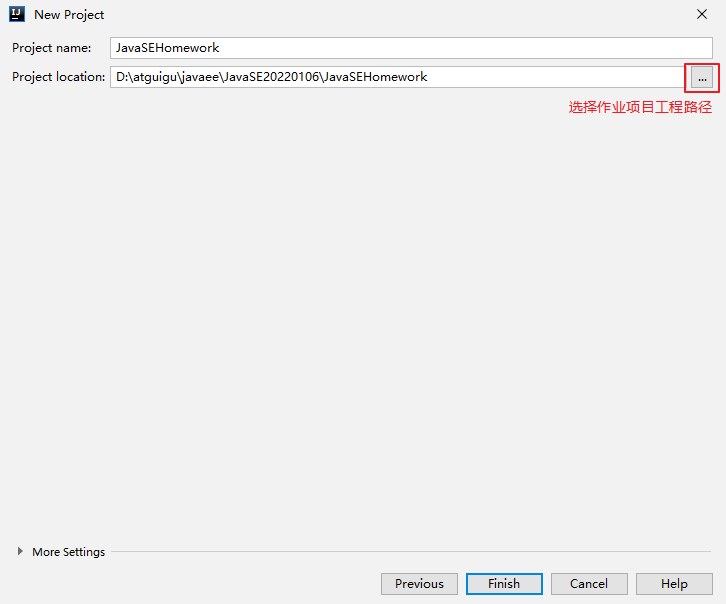 New Project
Project name: JavaSEHomework
Project location: D:\atguigu\javaee\JavaSE20220106\JavaSEHomework ...
选择作业项目工程路径
More Settings
Previous Finish Cancel Help